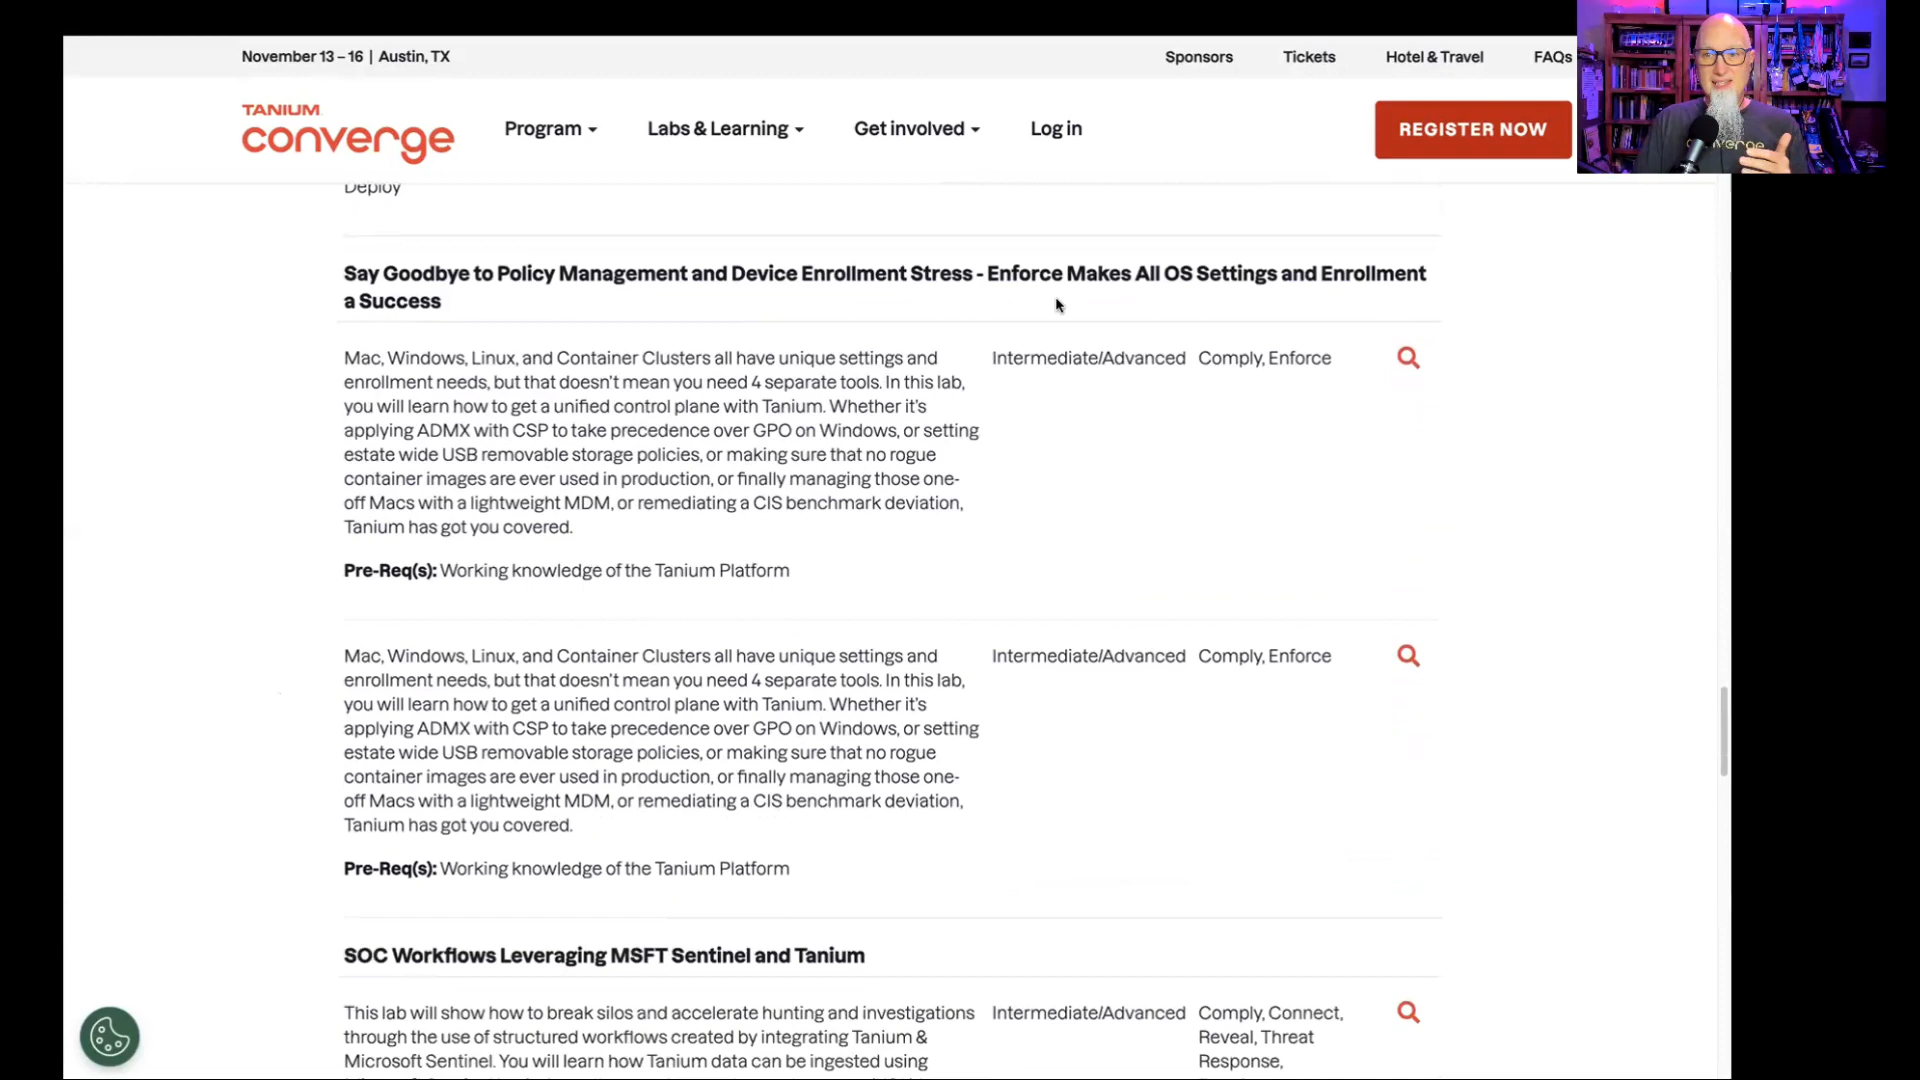 November 13 – 16 | Austin, TX
Sponsors
Tickets
Hotel & Travel
FAQs
TANIUM
converge
Program
Labs & Learning
Get involved
Log in
REGISTER NOW
converge
Deploy
Say Goodbye to Policy Management and Device Enrollment Stress - Enforce Makes All OS Settings and Enrollment
a Success
Mac, Windows, Linux, and Container Clusters all have unique settings and
enrollment needs, but that doesn't mean you need 4 separate tools. In this lab,
you will learn how to get a unified control plane with Tanium. Whether it's
applying ADMX with CSP to take precedence over GPO on Windows, or setting
estate wide USB removable storage policies, or making sure that no rogue
container images are ever used in production, or finally managing those one-
off Macs with a lightweight MDM, or remediating a CIS benchmark deviation,
Tanium has got you covered.
Pre-Req(s): Working knowledge of the Tanium Platform
Intermediate/Advanced
Comply, Enforce
Mac, Windows, Linux, and Container Clusters all have unique settings and
enrollment needs, but that doesn't mean you need 4 separate tools. In this lab,
you will learn how to get a unified control plane with Tanium. Whether it's
applying ADMX with CSP to take precedence over GPO on Windows, or setting
estate wide USB removable storage policies, or making sure that no rogue
container images are ever used in production, or finally managing those one-
off Macs with a lightweight MDM, or remediating a CIS benchmark deviation,
Tanium has got you covered.
Pre-Req(s): Working knowledge of the Tanium Platform
Intermediate/Advanced
Comply, Enforce
SOC Workflows Leveraging MSFT Sentinel and Tanium
This lab will show how to break silos and accelerate hunting and investigations
through the use of structured workflows created by integrating Tanium &
Microsoft Sentinel. You will learn how Tanium data can be ingested using
Intermediate/Advanced
Comply, Connect,
Reveal, Threat
Response,